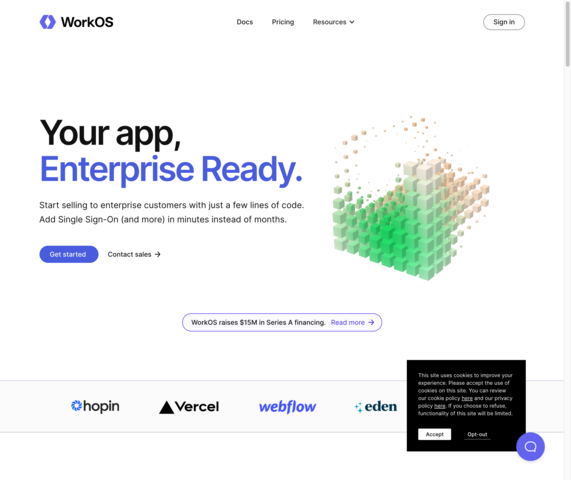 WorkOS
Docs
Pricing
Resources
Sign in
Your app,
Enterprise Ready.
Start selling to enterprise customers with just a few lines of code.
Add Single Sign-On (and more) in minutes instead of months.
Get started
Contact sales →
WorkOS raises $15M in Series A financing. Read more →
hopin
Vercel
webflow
eden
This site uses cookies to improve your
experience. Please accept the use of
cookies on this site. You can review
our cookie policy here and our privacy
policy here. If you choose to refuse,
functionality of this site will be limited.
Accept
Opt-out